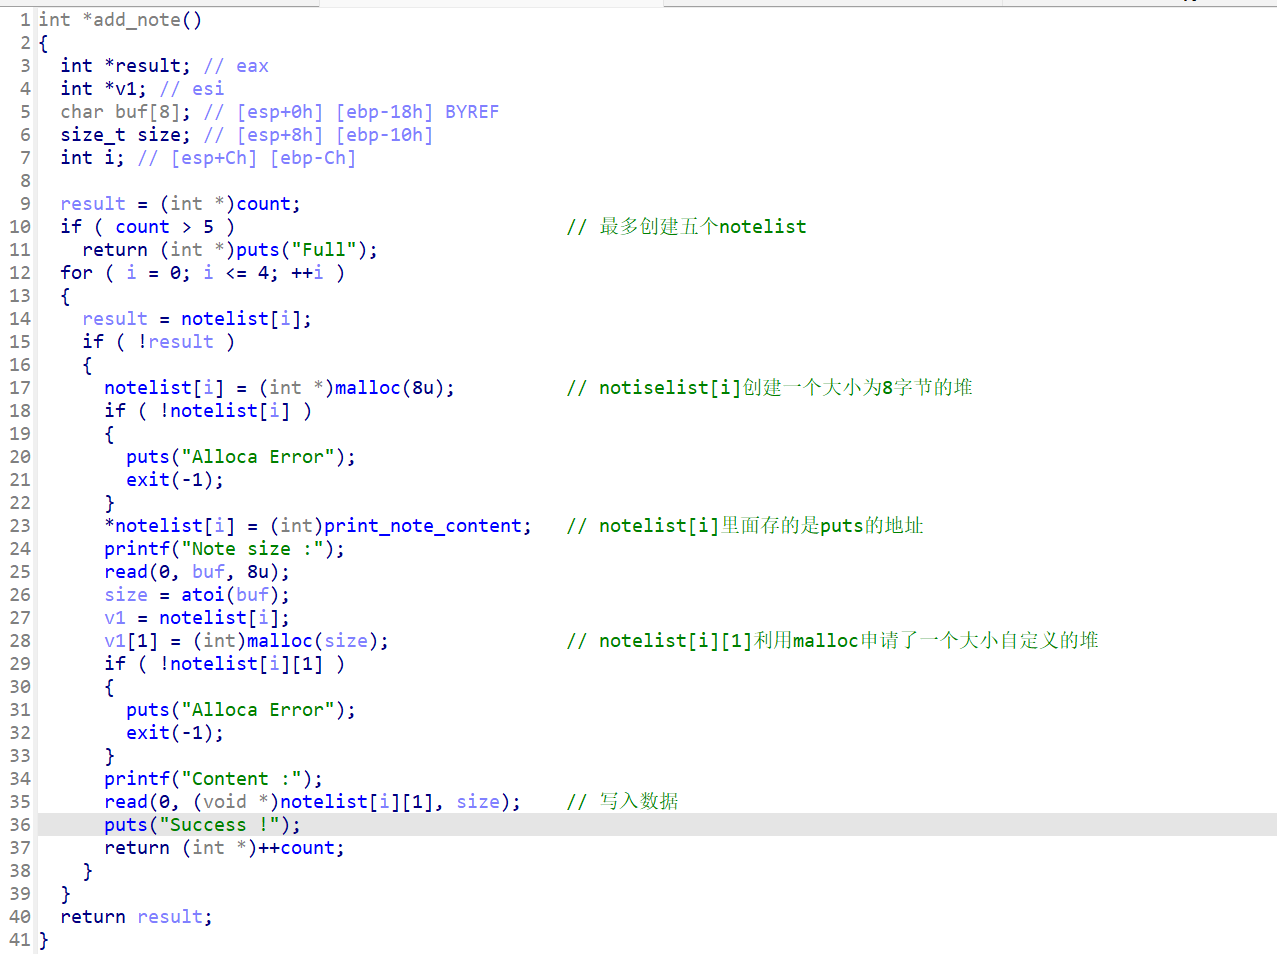 1 int *add_note()
2 {
3   int *result; // eax
4   int *v1; // esi
5   char buf[8]; // [esp+0h] [ebp-18h] BYREF
6   size_t size; // [esp+8h] [ebp-10h]
7   int i; // [esp+Ch] [ebp-Ch]
8
9   result = (int *)count;
10   if ( count > 5 )                              // 最多创建五个notelist
11     return (int *)puts("Full");
12   for ( i = 0; i <= 4; ++i )
13   {
14     result = notelist[i];
15     if ( !result )
16     {
17       notelist[i] = (int *)malloc(8u);          // notiselist[i]创建一个大小为8字节的堆
18       if ( !notelist[i] )
19       {
20         puts("Alloca Error");
21         exit(-1);
22       }
23       *notelist[i] = (int)print_note_content;   // notelist[i]里面存的是puts的地址
24       printf("Note size :");
25       read(0, buf, 8u);
26       size = atoi(buf);
27       v1 = notelist[i];
28       v1[1] = (int)malloc(size);                // notelist[i][1]利用malloc申请了一个大小自定义的堆
29       if ( !notelist[i][1] )
30       {
31         puts("Alloca Error");
32         exit(-1);
33       }
34       printf("Content :");
35       read(0, (void *)notelist[i][1], size);    // 写入数据
36       puts("Success !");
37       return (int *)++count;
38     }
39   }
40   return result;
41 }